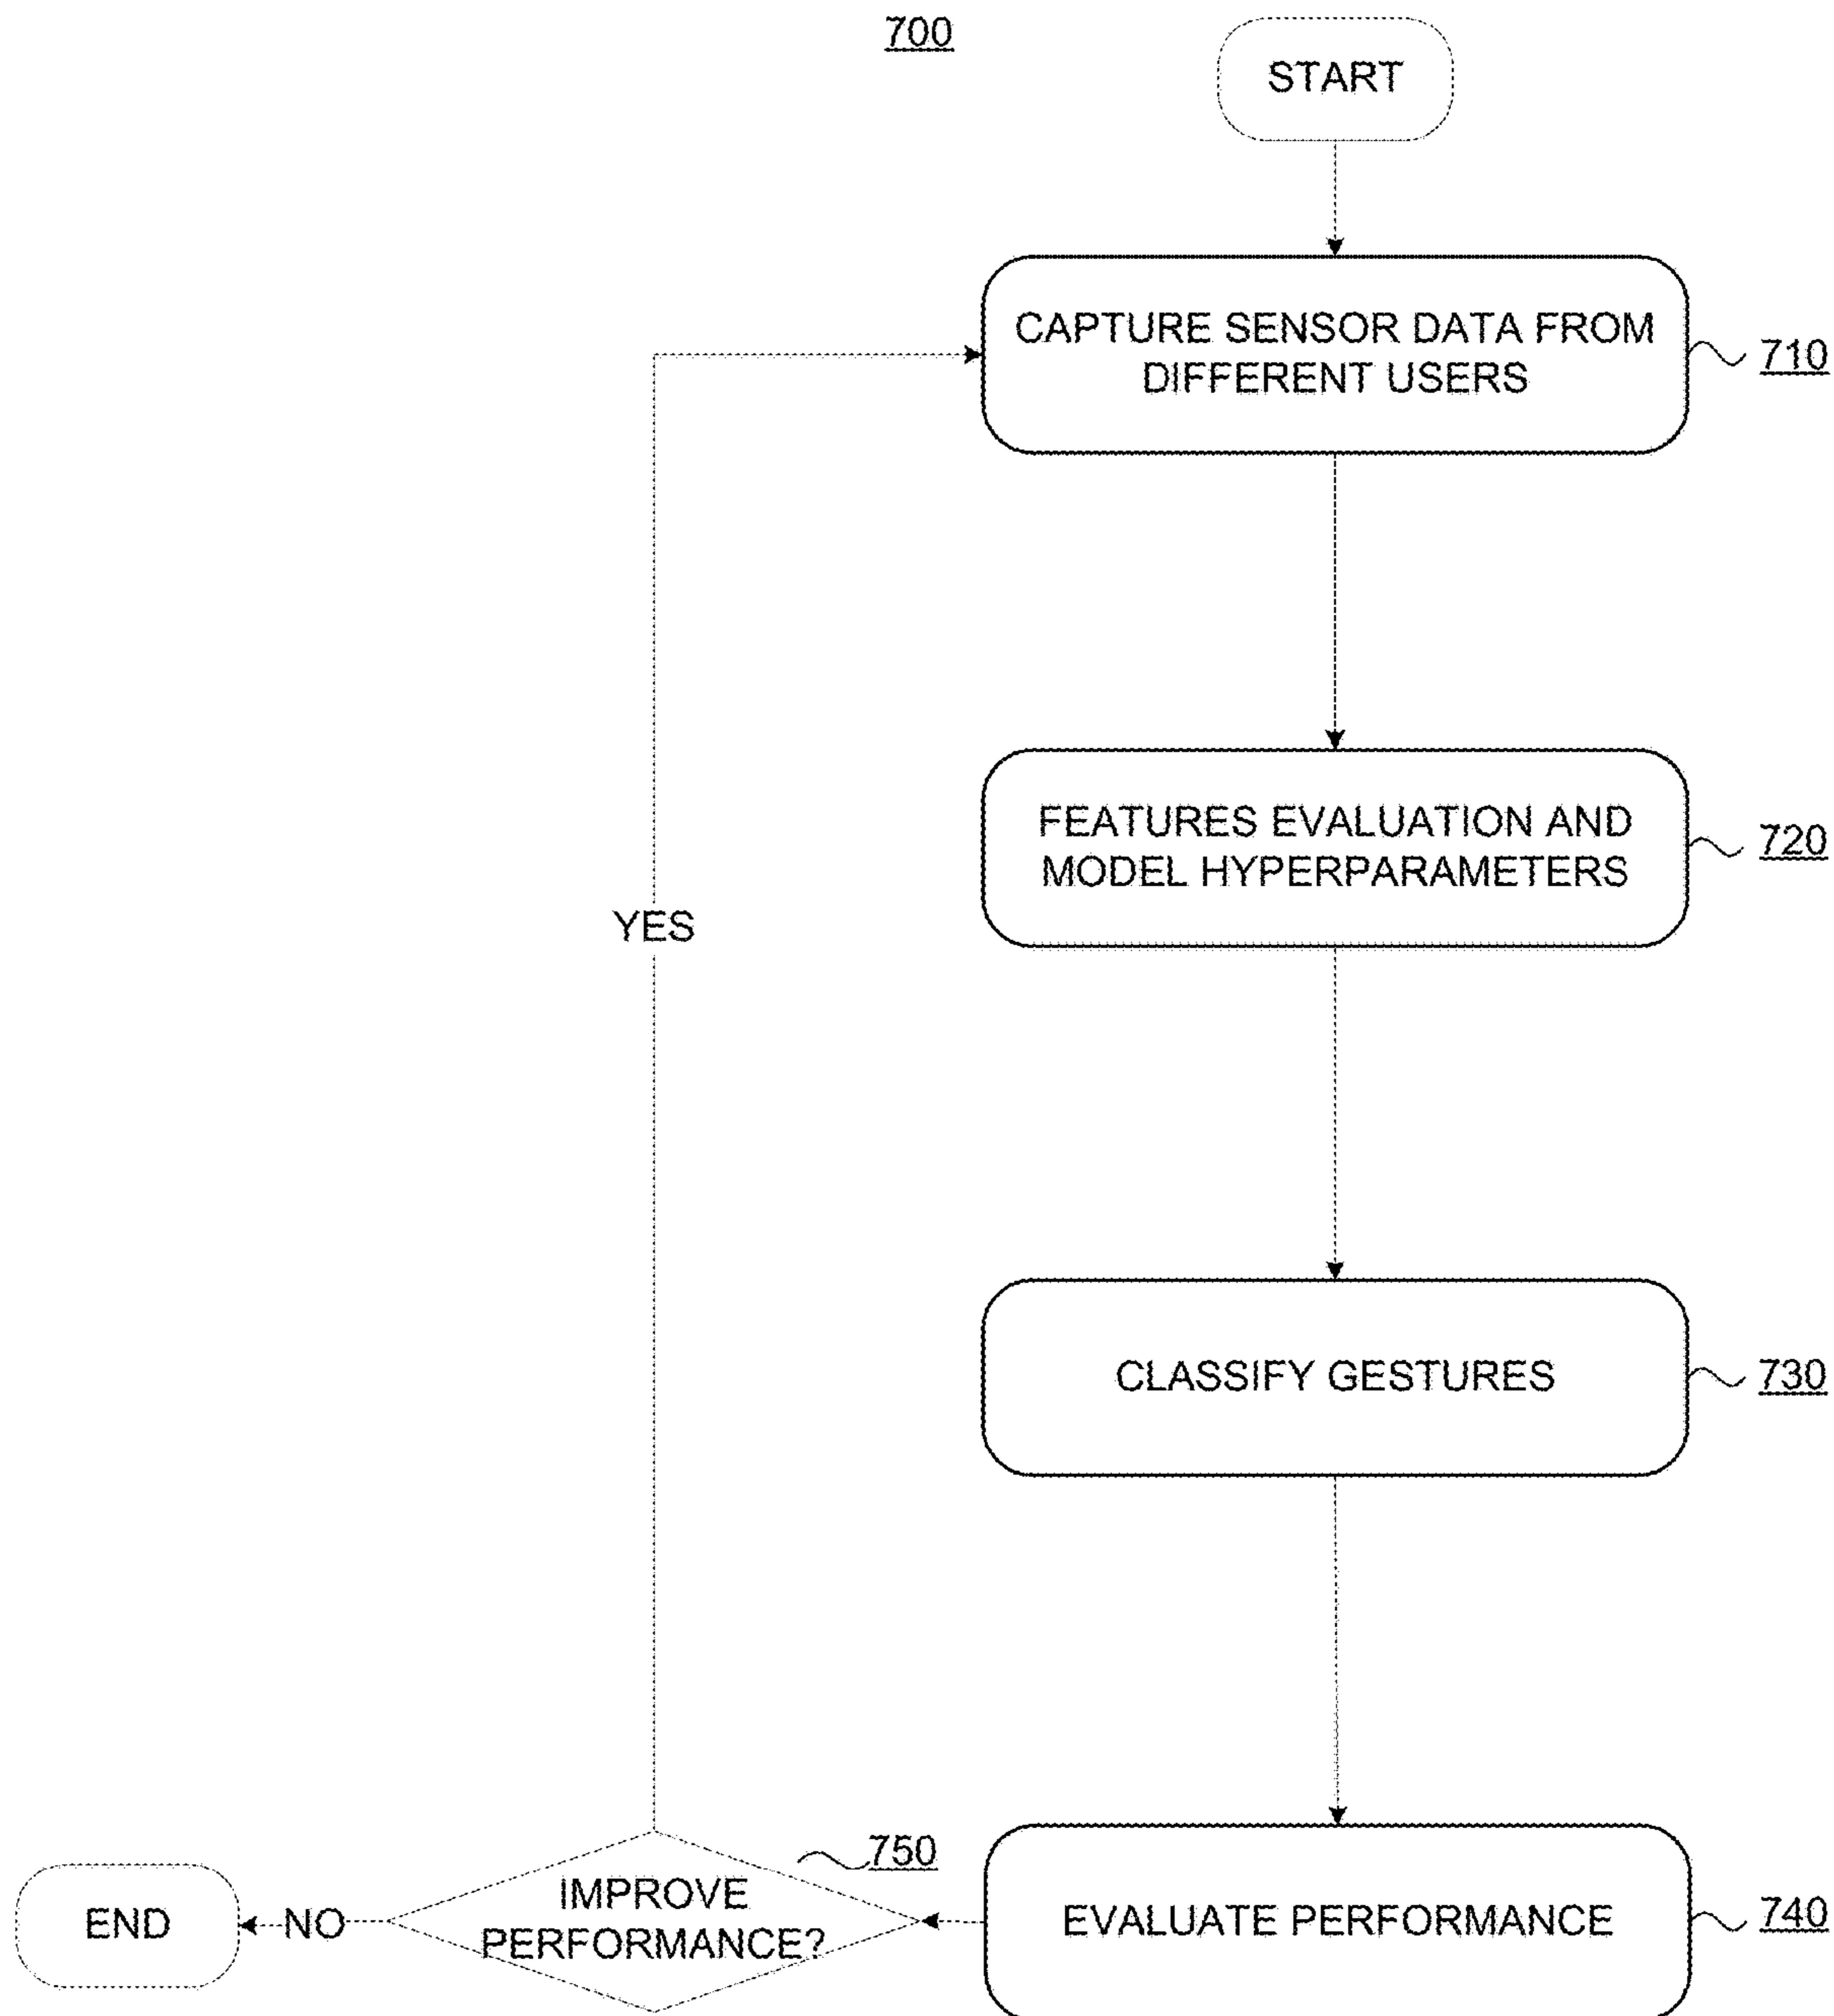 700
START
CAPTURE SENSOR DATA FROM
DIFFERENT USERS
710
FEATURES EVALUATION AND
MODEL HYPERPARAMETERS
720
YES
CLASSIFY GESTURES
730
750
IMPROVE
PERFORMANCE?
END
NO
EVALUATE PERFORMANCE
740